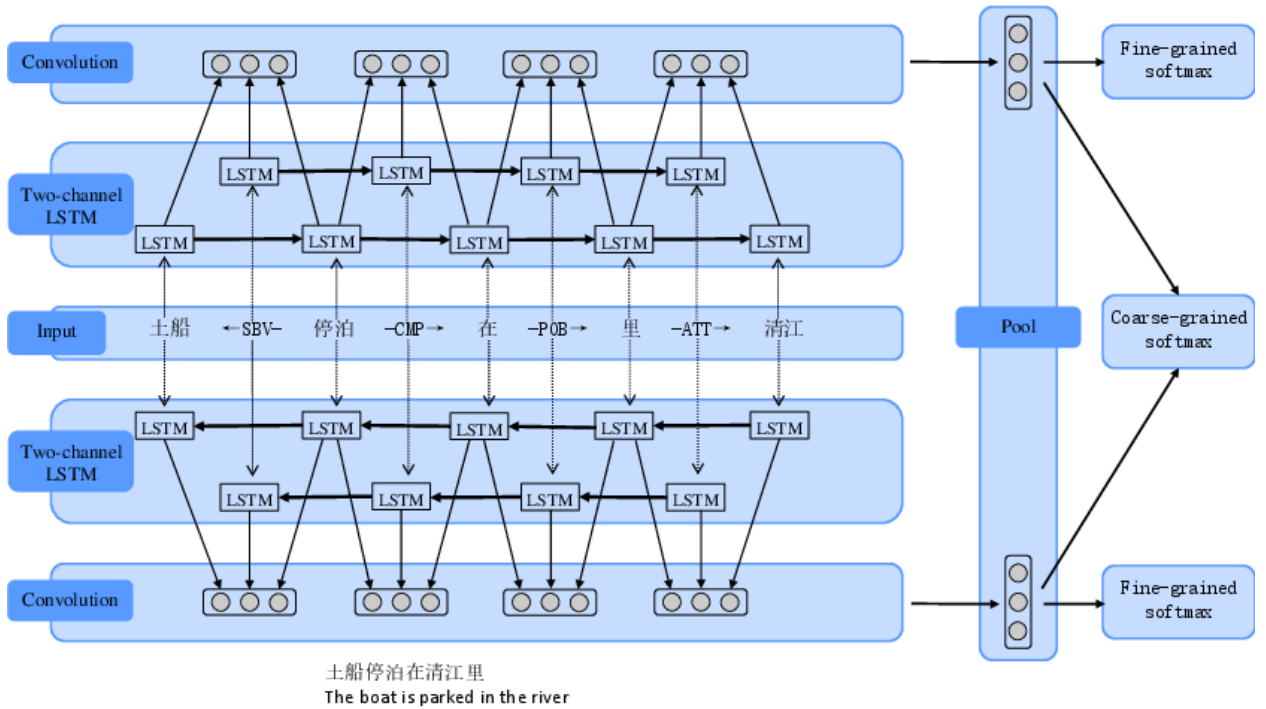 Convolution
Fine-grained
softmax
LSTM LSTM LSTM LSTM
Two-channel
LSTM
LSTM LSTM LSTM LSTM LSTM
Input
土船 ←SBV- 停泊 -CMP→ 在 -POB→ 里 -ATT→ 清江
Pool
Coarse-grained
softmax
LSTM LSTM LSTM LSTM LSTM
Two-channel
LSTM
LSTM LSTM LSTM LSTM
Convolution
Fine-grained
softmax
土船停泊在清江里
The boat is parked in the river